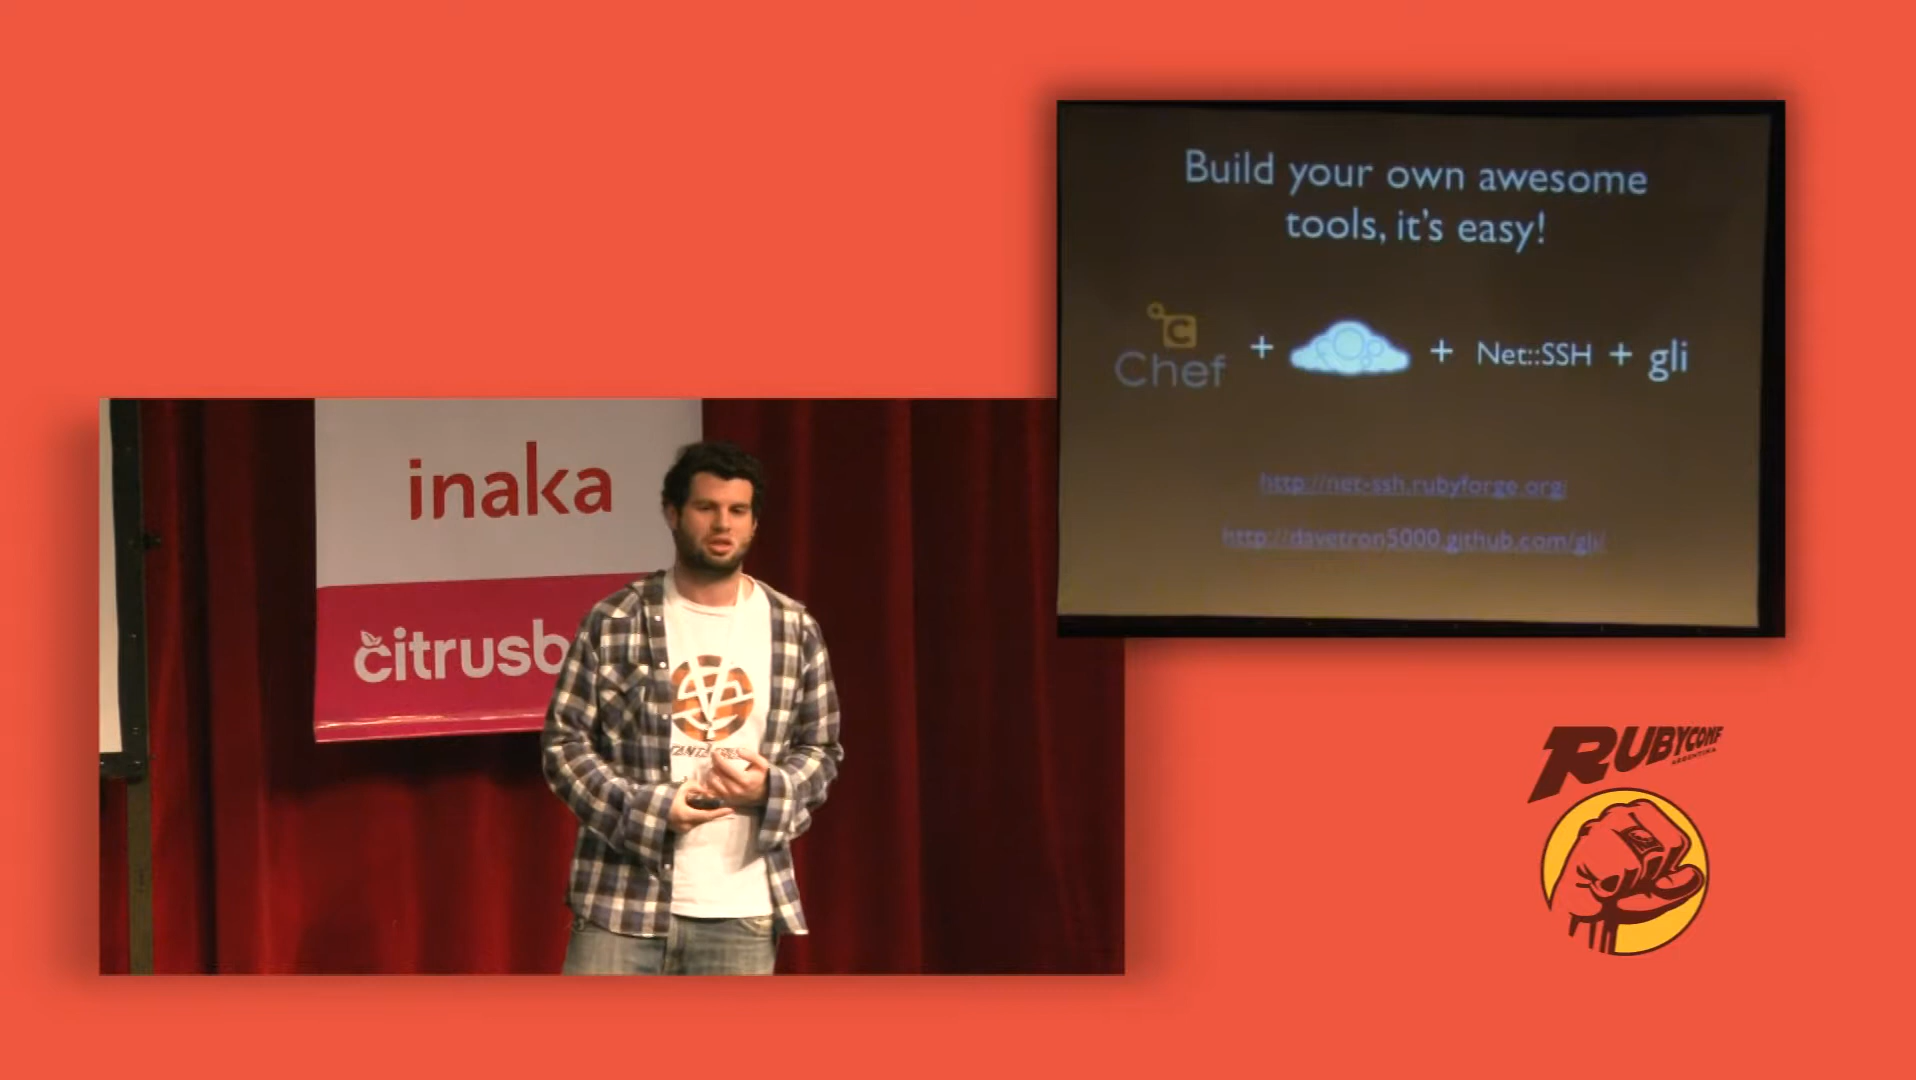 Build your own awesome
tools, it's easy!
C
Chef + + Net::SSH + gli
http://net-ssh.rubyforge.org/
http://davetron5000.github.com/gli/
inaka
citrusb
RUBYCONF
ARGENTINA